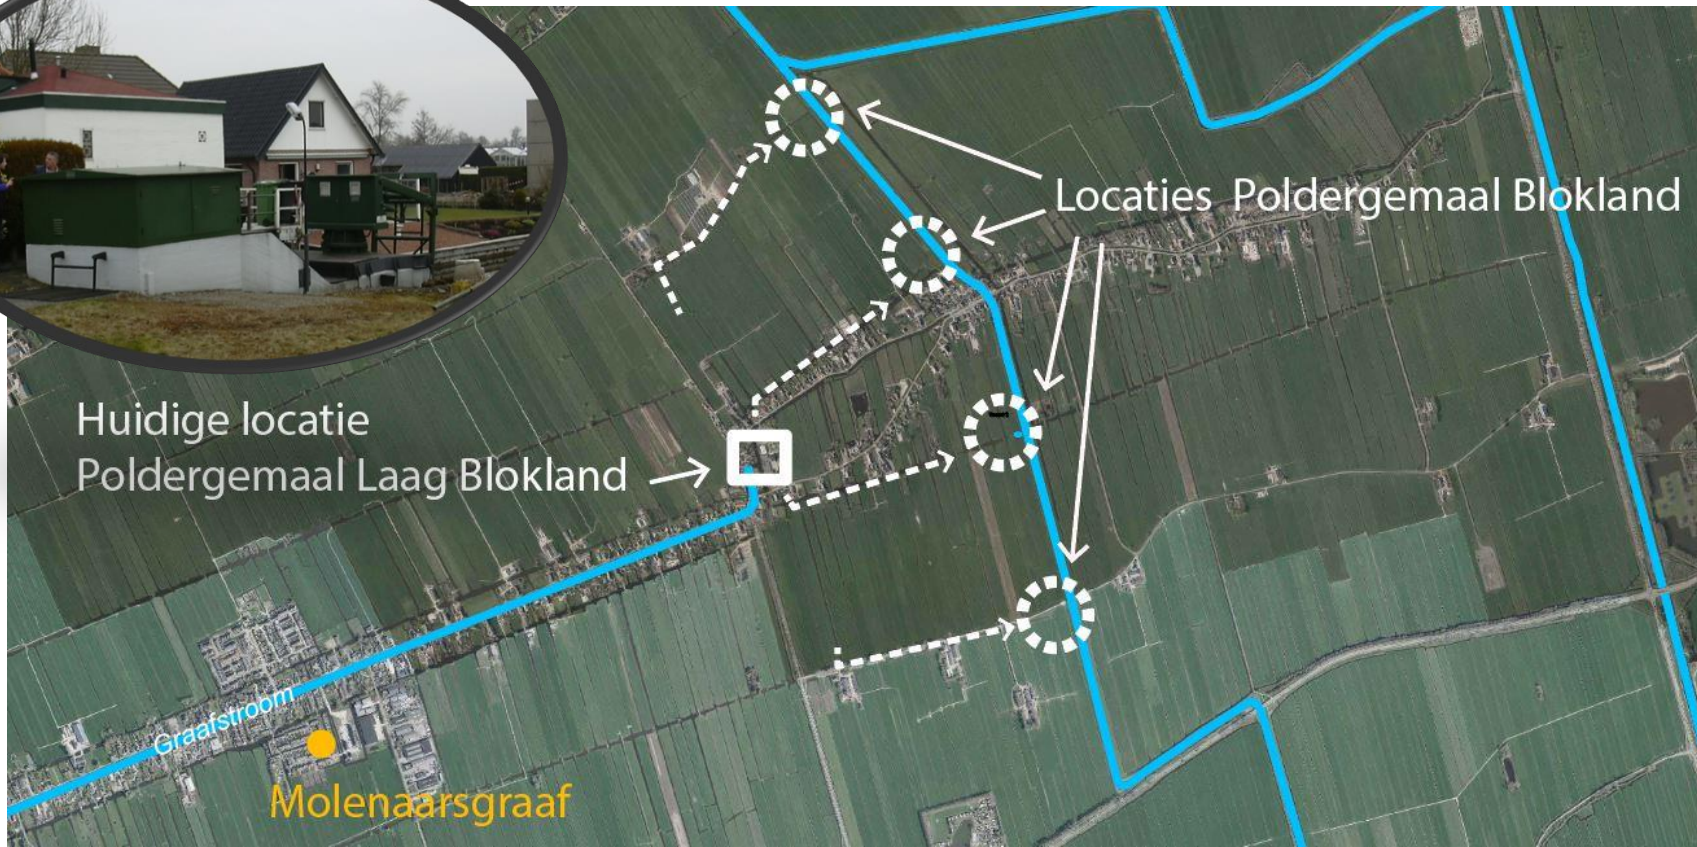 Locaties Poldergemaal Blokland
Huidige locatie
Poldergemaal Laag Blokland
Graafstroom
Molenaarsgraaf